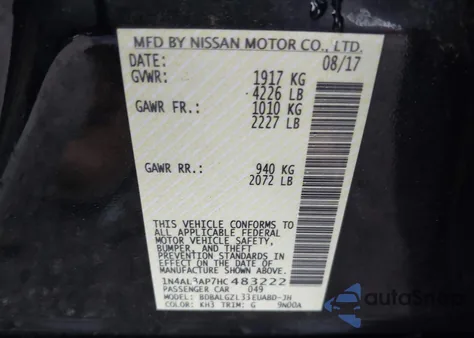 MFD BY NISSAN MOTOR CO., LTD.
DATE: 08/17
GVWR: 1917 KG
4226 LB
GAWR FR.: 1010 KG
2227 LB
GAWR RR.: 940 KG
2072 LB
THIS VEHICLE CONFORMS TO
ALL APPLICABLE FEDERAL
MOTOR VEHICLE SAFETY,
BUMPER, AND THEFT
PREVENTION STANDARDS IN
EFFECT ON THE DATE OF
MANUFACTURE SHOWN ABOVE.
1N4AL3AP7HC 483222
PASSENGER CAR 049
MODEL: BDBALGZL33EUABD-JH
COLOR: KH3 TRIM: G 9N00A